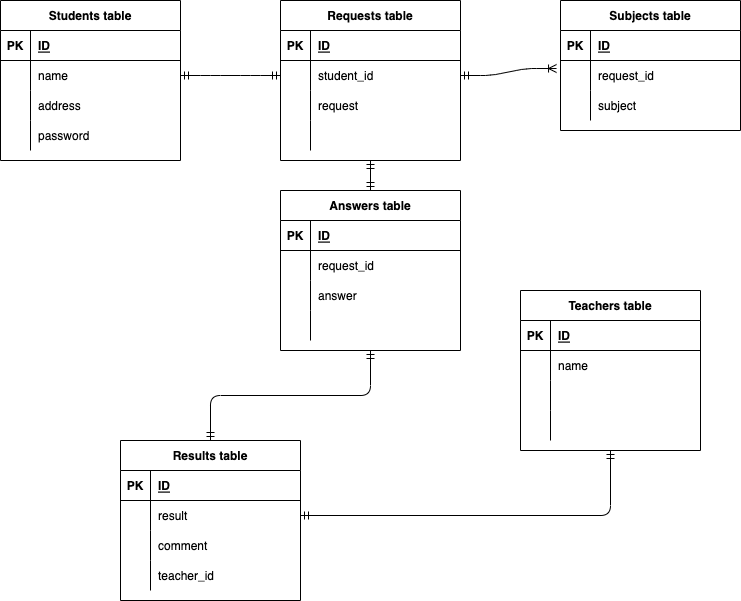 Students table
PK ID
name
address
password
Requests table
PK ID
student_id
request
Subjects table
PK ID
request_id
subject
Answers table
PK ID
request_id
answer
Teachers table
PK ID
name
Results table
PK ID
result
comment
teacher_id